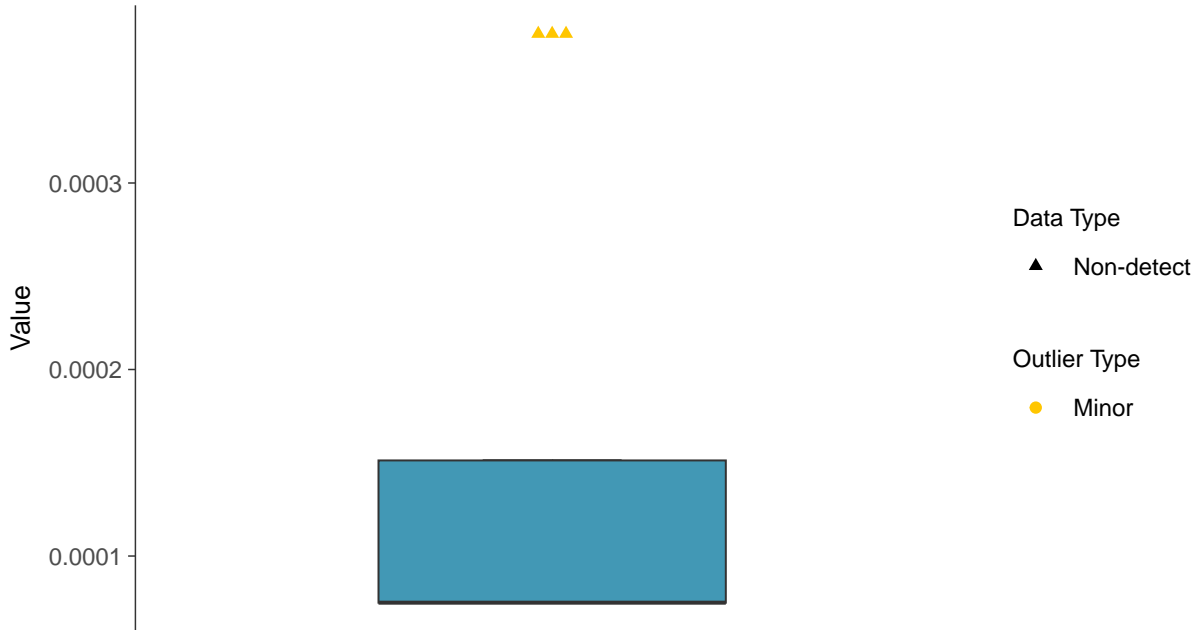 0.0003
0.0002
0.0001
Value
Data Type
Non-detect
Outlier Type
Minor